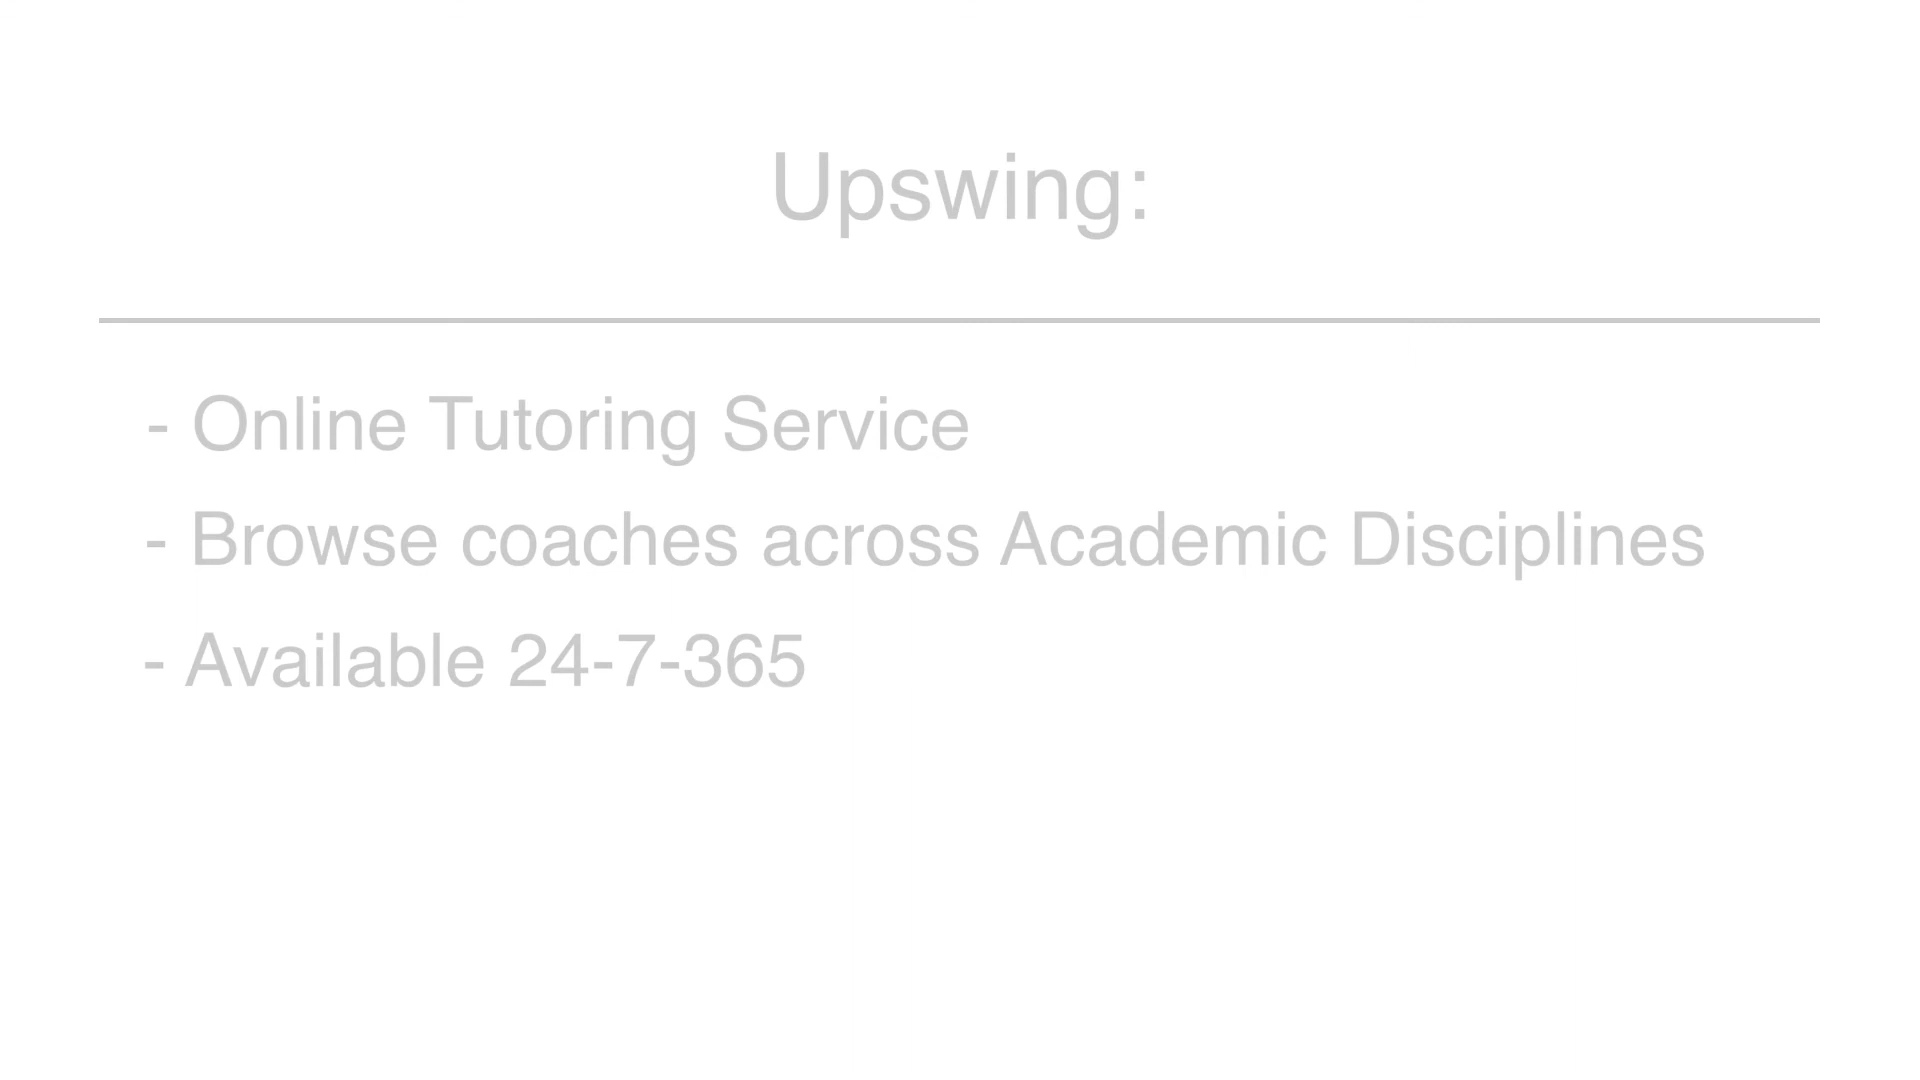 Upswing:
- Online Tutoring Service
- Browse coaches across Academic Disciplines
- Available 24-7-365